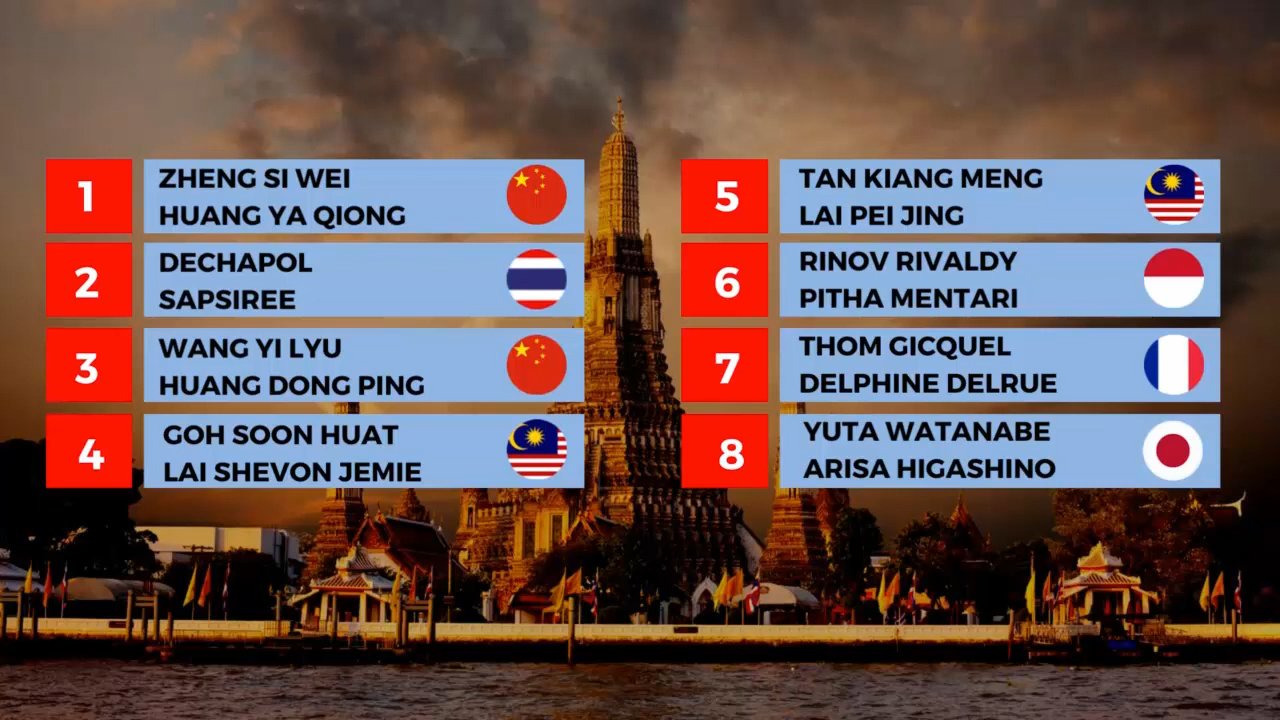 1
ZHENG SI WEI
HUANG YA QIONG
2
DECHAPOL
SAPSIREE
3
WANG YI LYU
HUANG DONG PING
4
GOH SOON HUAT
LAI SHEVON JEMIE
5
TAN KIANG MENG
LAI PEI JING
6
RINOV RIVALDY
PITHA MENTARI
7
THOM GICQUEL
DELPHINE DELRUE
8
YUTA WATANABE
ARISA HIGASHINO